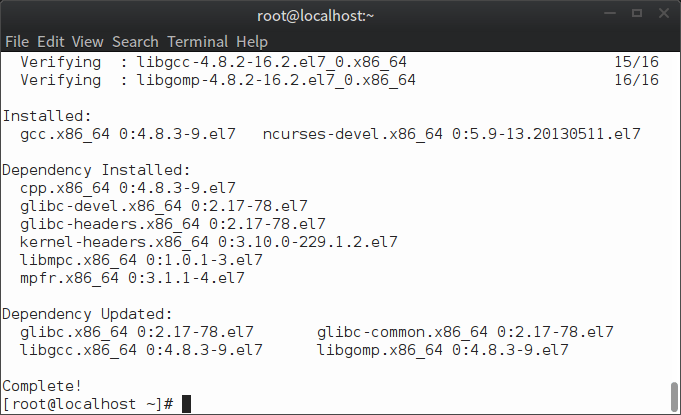 root@localhost:~
File Edit View Search Terminal Help
  Verifying  : libgcc-4.8.2-16.2.el7_0.x86_64                       15/16
  Verifying  : libgomp-4.8.2-16.2.el7_0.x86_64                      16/16

Installed:
  gcc.x86_64 0:4.8.3-9.el7   ncurses-devel.x86_64 0:5.9-13.20130511.el7

Dependency Installed:
  cpp.x86_64 0:4.8.3-9.el7
  glibc-devel.x86_64 0:2.17-78.el7
  glibc-headers.x86_64 0:2.17-78.el7
  kernel-headers.x86_64 0:3.10.0-229.1.2.el7
  libmpc.x86_64 0:1.0.1-3.el7
  mpfr.x86_64 0:3.1.1-4.el7

Dependency Updated:
  glibc.x86_64 0:2.17-78.el7       glibc-common.x86_64 0:2.17-78.el7
  libgcc.x86_64 0:4.8.3-9.el7      libgomp.x86_64 0:4.8.3-9.el7

Complete!
[root@localhost ~]#